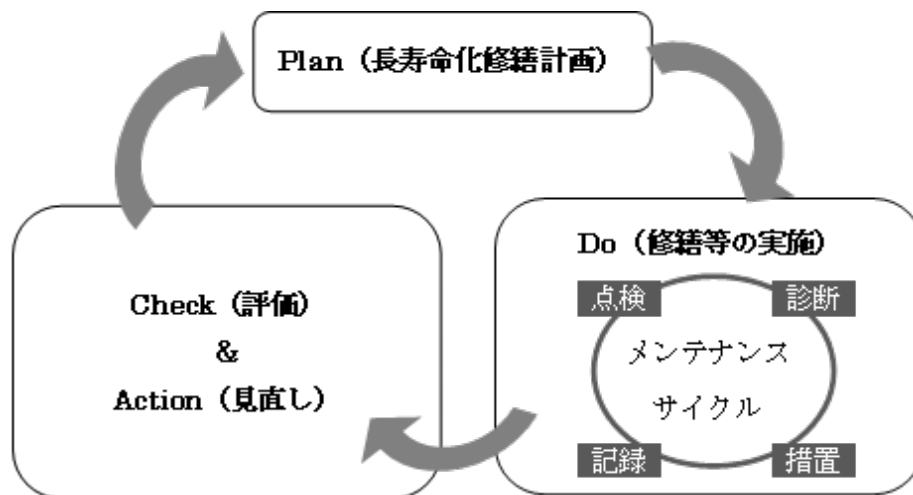 Plan（長寿命化修繕計画）
Do（修繕等の実施）
点検
診断
メンテナンス
サイクル
記録
措置
Check（評価）
&
Action（見直し）